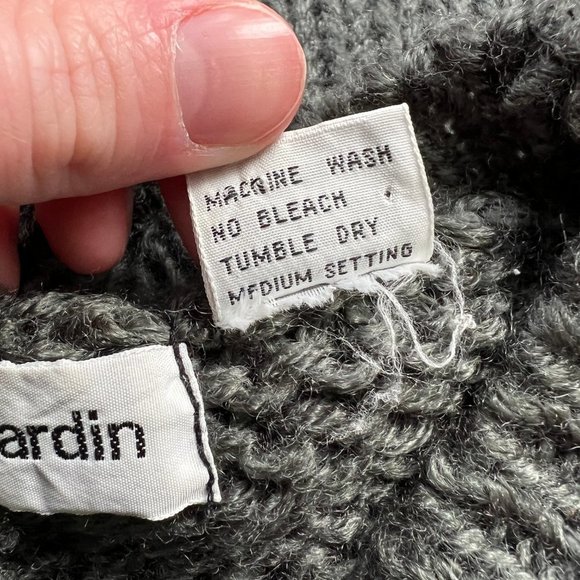 MACHINE WASH
NO BLEACH
TUMBLE DRY
MEDIUM SETTING
ardin